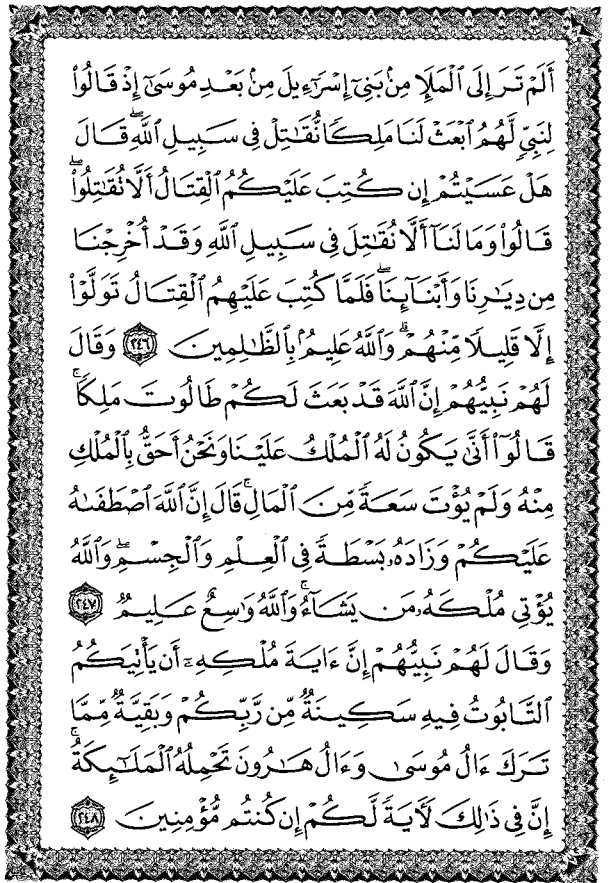 أَلَمْ تَرَ إِلَى ٱلْمَلَإِ مِنۢ بَنِىٓ إِسْرَٰٓءِيلَ مِنۢ بَعْدِ مُوسَىٰٓ إِذْ قَالُوا۟
لِنَبِىٍّ لَّهُمُ ٱبْعَثْ لَنَا مَلِكًا نُّقَٰتِلْ فِى سَبِيلِ ٱللَّهِ ۖ قَالَ
هَلْ عَسَيْتُمْ إِن كُتِبَ عَلَيْكُمُ ٱلْقِتَالُ أَلَّا تُقَٰتِلُوا۟ ۖ
قَالُوا۟ وَمَا لَنَآ أَلَّا نُقَٰتِلَ فِى سَبِيلِ ٱللَّهِ وَقَدْ أُخْرِجْنَا
مِن دِيَٰرِنَا وَأَبْنَآئِنَا ۖ فَلَمَّا كُتِبَ عَلَيْهِمُ ٱلْقِتَالُ تَوَلَّوْا۟
إِلَّا قَلِيلًا مِّنْهُمْ ۗ وَٱللَّهُ عَلِيمٌۢ بِٱلظَّٰلِمِينَ ٢٤٦ وَقَالَ
لَهُمْ نَبِيُّهُمْ إِنَّ ٱللَّهَ قَدْ بَعَثَ لَكُمْ طَالُوتَ مَلِكًا ۚ
قَالُوٓا۟ أَنَّىٰ يَكُونُ لَهُ ٱلْمُلْكُ عَلَيْنَا وَنَحْنُ أَحَقُّ بِٱلْمُلْكِ
مِنْهُ وَلَمْ يُؤْتَ سَعَةً مِّنَ ٱلْمَالِ ۚ قَالَ إِنَّ ٱللَّهَ ٱصْطَفَىٰهُ
عَلَيْكُمْ وَزَادَهُۥ بَسْطَةً فِى ٱلْعِلْمِ وَٱلْجِسْمِ ۖ وَٱللَّهُ
يُؤْتِى مُلْكَهُۥ مَن يَشَآءُ ۚ وَٱللَّهُ وَٰسِعٌ عَلِيمٌ ٢٤٧
وَقَالَ لَهُمْ نَبِيُّهُمْ إِنَّ ءَايَةَ مُلْكِهِۦٓ أَن يَأْتِيَكُمُ
ٱلتَّابُوتُ فِيهِ سَكِينَةٌ مِّن رَّبِّكُمْ وَبَقِيَّةٌ مِّمَّا
تَرَكَ ءَالُ مُوسَىٰ وَءَالُ هَٰرُونَ تَحْمِلُهُ ٱلْمَلَٰٓئِكَةُ ۚ
إِنَّ فِى ذَٰلِكَ لَءَايَةً لَّكُمْ إِن كُنتُم مُّؤْمِنِينَ ٢٤٨